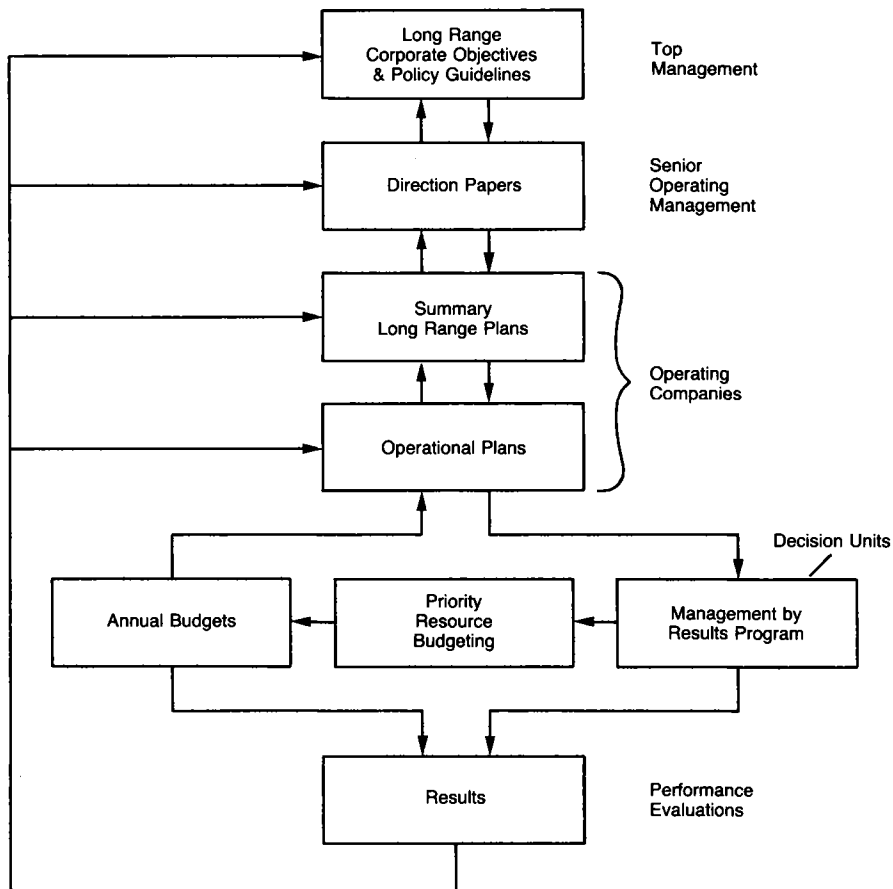 Long Range
Corporate Objectives
& Policy Guidelines
Top
Management
Direction Papers
Senior
Operating
Management
Summary
Long Range Plans
Operating
Companies
Operational Plans
Decision Units
Annual Budgets
Priority
Resource
Budgeting
Management by
Results Program
Results
Performance
Evaluations